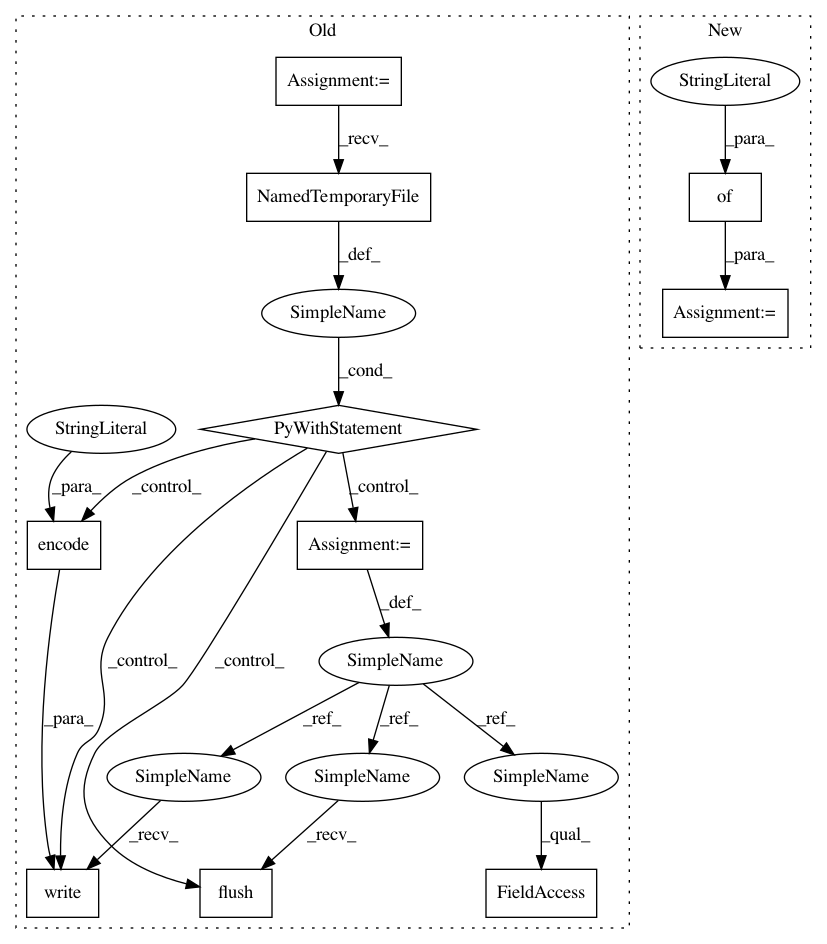 Old
New
Assignment:=
StringLiteral
_recv_
_para_
NamedTemporaryFile
of
_def_
_para_
SimpleName
Assignment:=
_cond_
StringLiteral
PyWithStatement
_para_
_control_
_control_
encode
Assignment:=
_def_
_control_
_control_
SimpleName
_para_
_ref_
_ref_
_ref_
SimpleName
SimpleName
SimpleName
_recv_
_recv_
_qual_
write
flush
FieldAccess